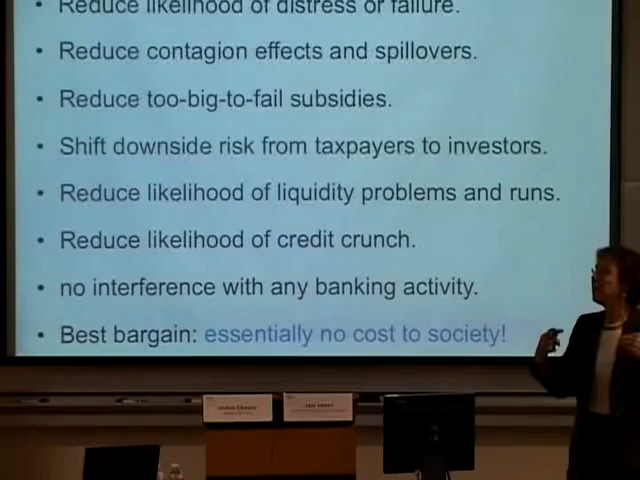 • Reduce likelihood of distress or failure.
• Reduce contagion effects and spillovers.
• Reduce too-big-to-fail subsidies.
• Shift downside risk from taxpayers to investors.
• Reduce likelihood of liquidity problems and runs.
• Reduce likelihood of credit crunch.
• no interference with any banking activity.
• Best bargain: essentially no cost to society!